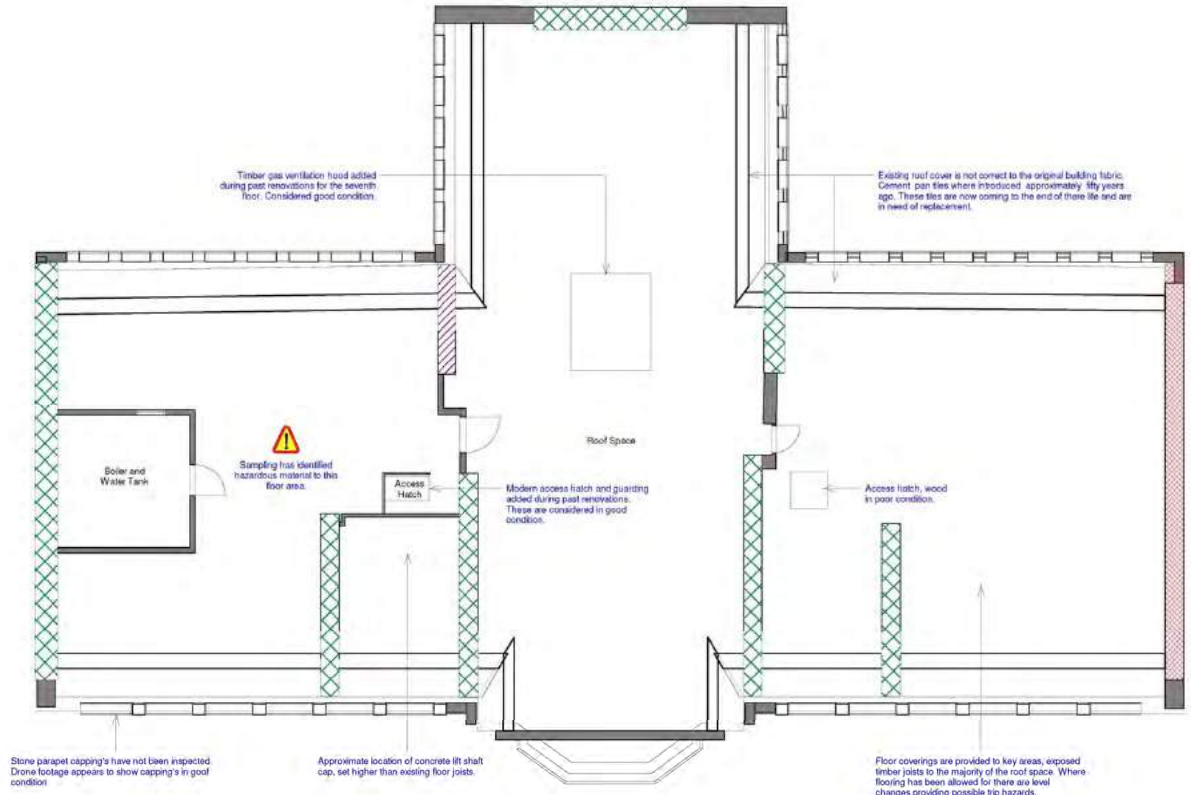 Timber gas ventilation hood added
during past renovations for the seventh
floor. Considered good condition.
Existing roof cover is not correct to the original building fabric.
Cement pan tiles where introduced approximately fifty years
ago. These tiles are now coming to the end of there life and are
in need of replacement.
Boiler and
Water Tank
Sampling has identified
hazardous material to this
floor area.
Access
Hatch
Modern access hatch and guarding
added during past renovations.
These are considered in good
condition.
Roof Space
Access hatch, wood
in poor condition.
Stone parapet capping's have not been inspected.
Drone footage appears to show capping's in goof
condition
Approximate location of concrete lift shaft
cap, set higher than existing floor joists.
Floor coverings are provided to key areas, exposed
timber joists to the majority of the roof space. Where
flooring has been allowed for there are level
changes providing possible trip hazards.